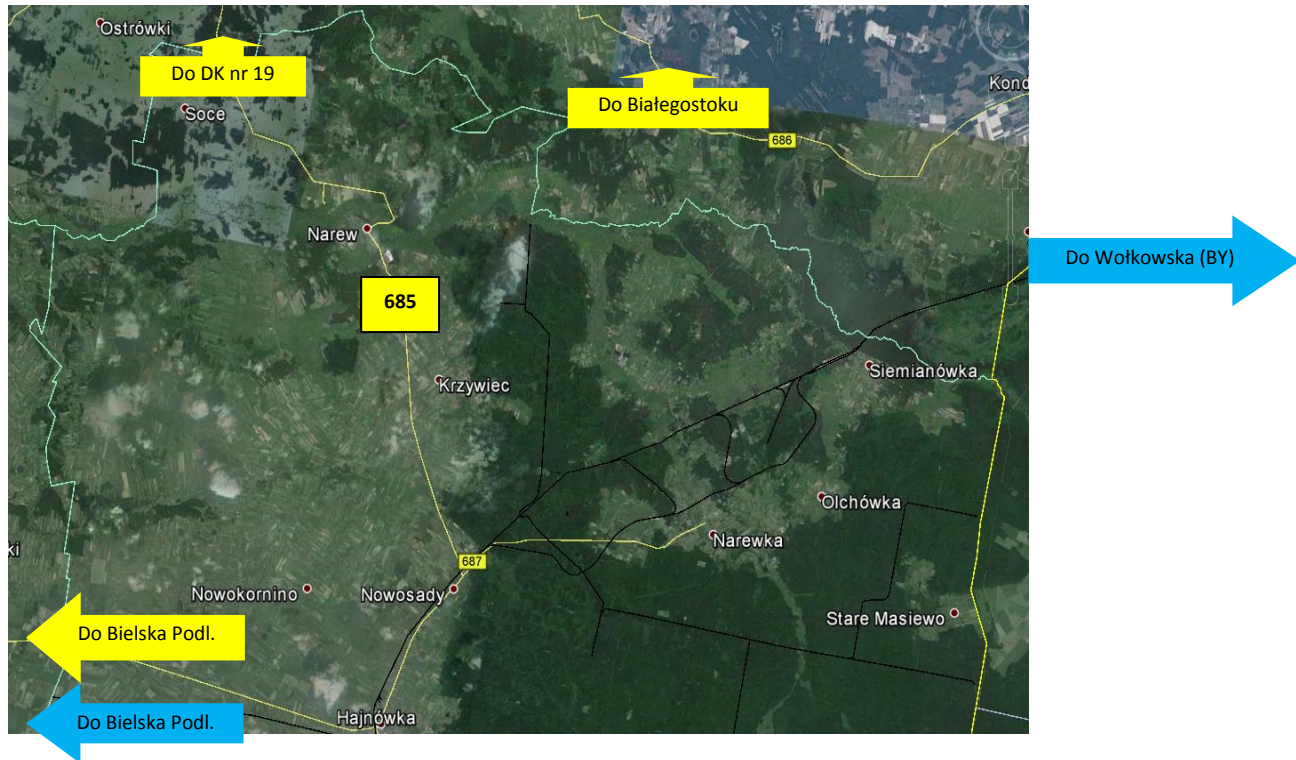 Ostrówki
Do DK nr 19
Soce
Do Białegostoku
Kond
686
Narew
Do Wołkowska (BY)
685
Krzywiec
Siemianówka
Olchówka
Narewka
ki
687
Nowokornino
Nowosady
Stare Masiewo
Do Bielska Podl.
Do Bielska Podl.
Hajnówka